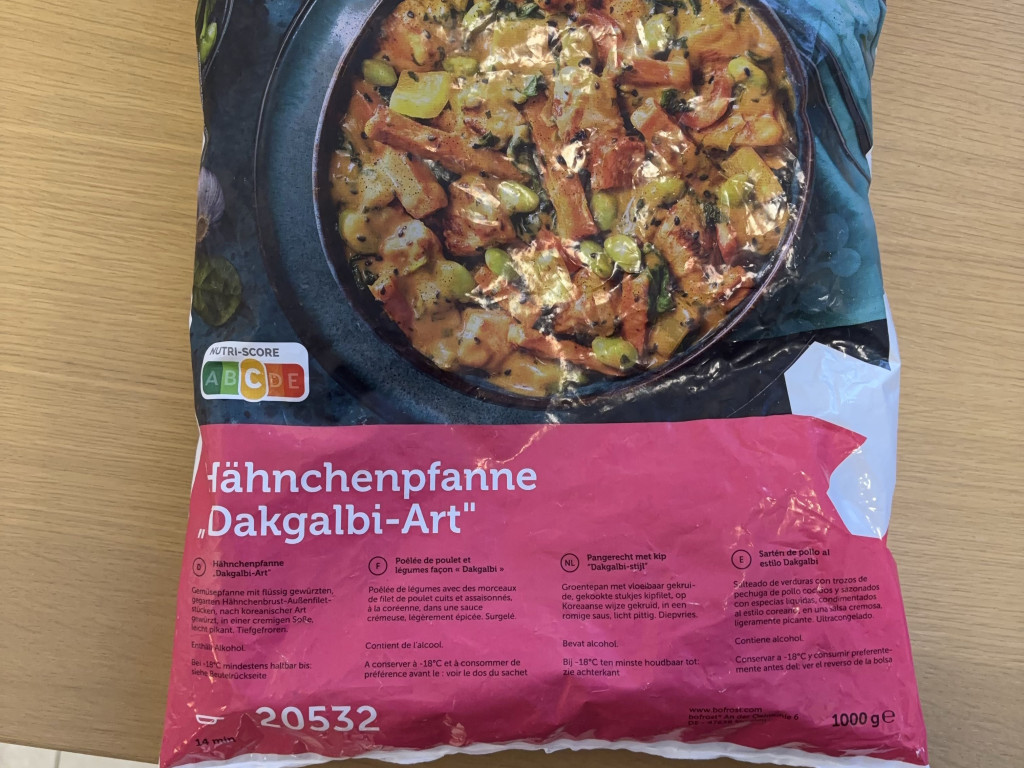 NUTRI-SCORE
A B C D E
Hähnchenpfanne
„Dakgalbi-Art"
D Hähnchenpfanne
„Dakgalbi-Art"
Gemüsepfanne mit flüssig gewürzten,
gegarten Hähnchenbrust-Außenfilet-
stücken, nach koreanischer Art
gewürzt, in einer cremigen Soße,
leicht pikant. Tiefgefroren.
Enthält Alkohol.
Bei -18°C mindestens haltbar bis:
siehe Beutelrückseite
F Poêlée de poulet et
légumes façon « Dakgalbi »
Poêlée de légumes avec des morceaux
de filet de poulet cuits et assaisonnés,
à la coréenne, dans une sauce
crémeuse, légèrement épicée. Surgelé.
Contient de l'alcool.
A conserver à -18°C et à consommer de
préférence avant le : voir le dos du sachet
NL Pangerecht met kip
"Dakgalbi-stijl"
Groentepan met vloeibaar gekrui-
de, gekookte stukjes kipfilet, op
Koreaanse wijze gekruid, in een
romige saus, licht pittig. Diepvries.
Bevat alcohol.
Bij -18°C ten minste houdbaar tot:
zie achterkant
E Sartén de pollo al
estilo Dakgalbi
Salteado de verduras con trozos de
pechuga de pollo cocidos y sazonados
con especias líquidas, condimentados
al estilo coreano, en una salsa cremosa,
ligeramente picante. Ultracongelado.
Contiene alcohol.
Conservar a -18°C y consumir preferente-
mente antes del: ver el reverso de la bolsa
14 min
20532
www.bofrost.com
bofrost* An der Oelmühle 6
1000 g e